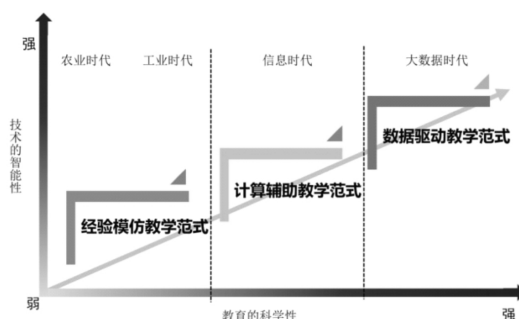 强
农业时代 工业时代 信息时代 大数据时代
技术的智能性
数据驱动教学范式
计算辅助教学范式
经验模仿教学范式
弱
教育的科学性
强